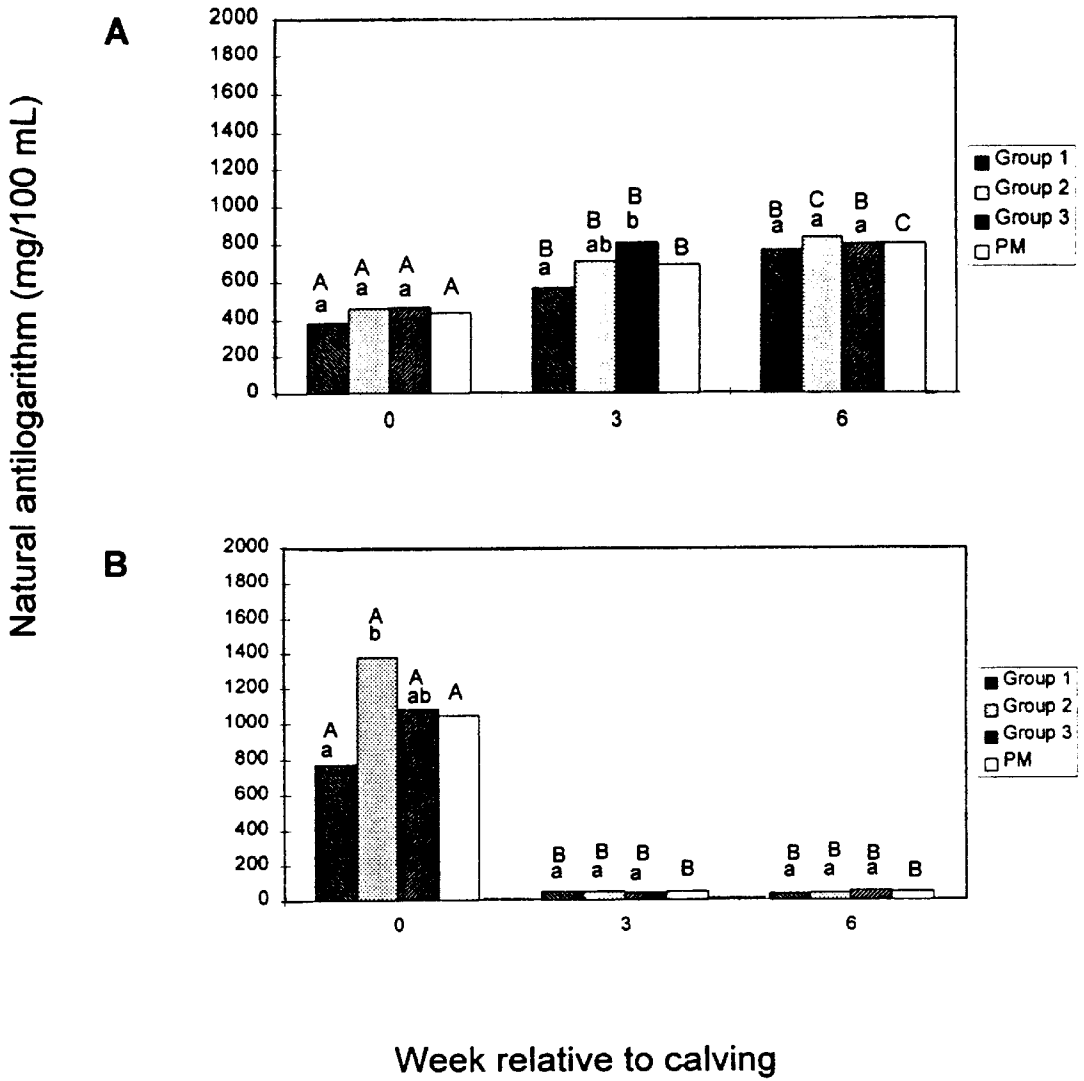 Natural antilogarithm (mg/100 mL)
A
2000
1800
1600
1400
1200
1000
800
600
400
200
0
A
a
A
a
A
a
A
B
a
B
ab
B
b
B
B
a
C
a
B
a
C
0 3 6
Group 1
Group 2
Group 3
PM
B
2000
1800
1600
1400
1200
1000
800
600
400
200
0
A
a
A
b
A
ab
A
B
a
B
a
B
a
B
B
a
B
a
B
a
B
0 3 6
Group 1
Group 2
Group 3
PM
Week relative to calving